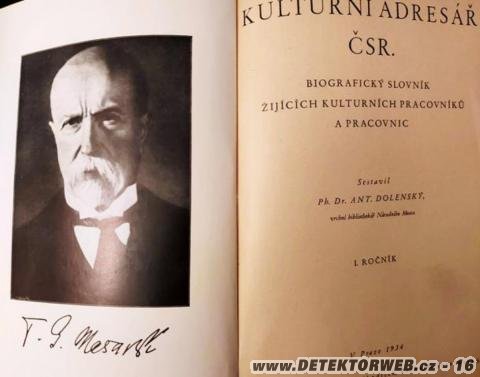 T. G. Masaryk
KULTURNÍ ADRESÁŘ
ČSR.
BIOGRAFICKÝ SLOVNÍK
ŽIJÍCÍCH KULTURNÍCH PRACOVNÍKŮ
A PRACOVNIC
Sestavil
Ph. Dr. ANT. DOLENSKÝ,
vrchní bibliotekář Národního Musea
I. ROČNÍK
V Praze 1934
www.DETEKTORWEB.cz - 16